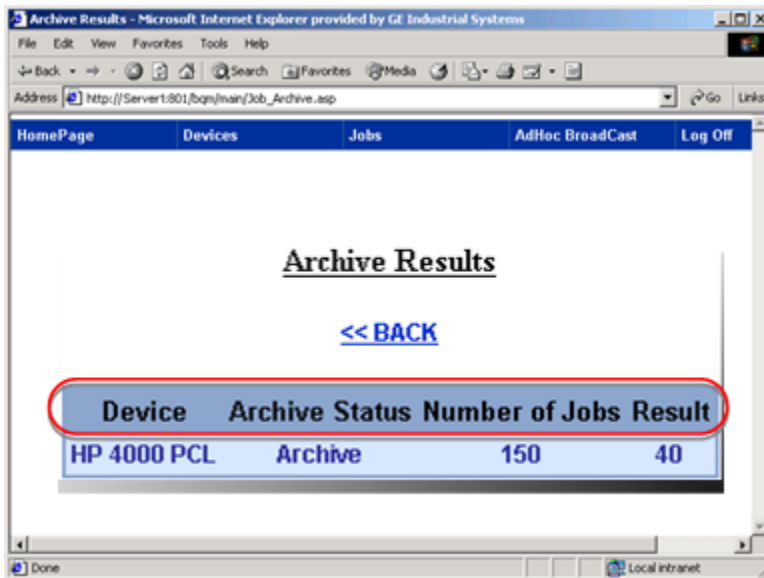 Archive Results - Microsoft Internet Explorer provided by GE Industrial Systems
File Edit View Favorites Tools Help
Back Search Favorites Media
Address http://Server1:801/bqm/main/Job_Archive.asp Go Links
HomePage Devices Jobs AdHoc BroadCast Log Off
Archive Results
<< BACK
Device Archive Status Number of Jobs Result
HP 4000 PCL Archive 150 40
Done Local intranet